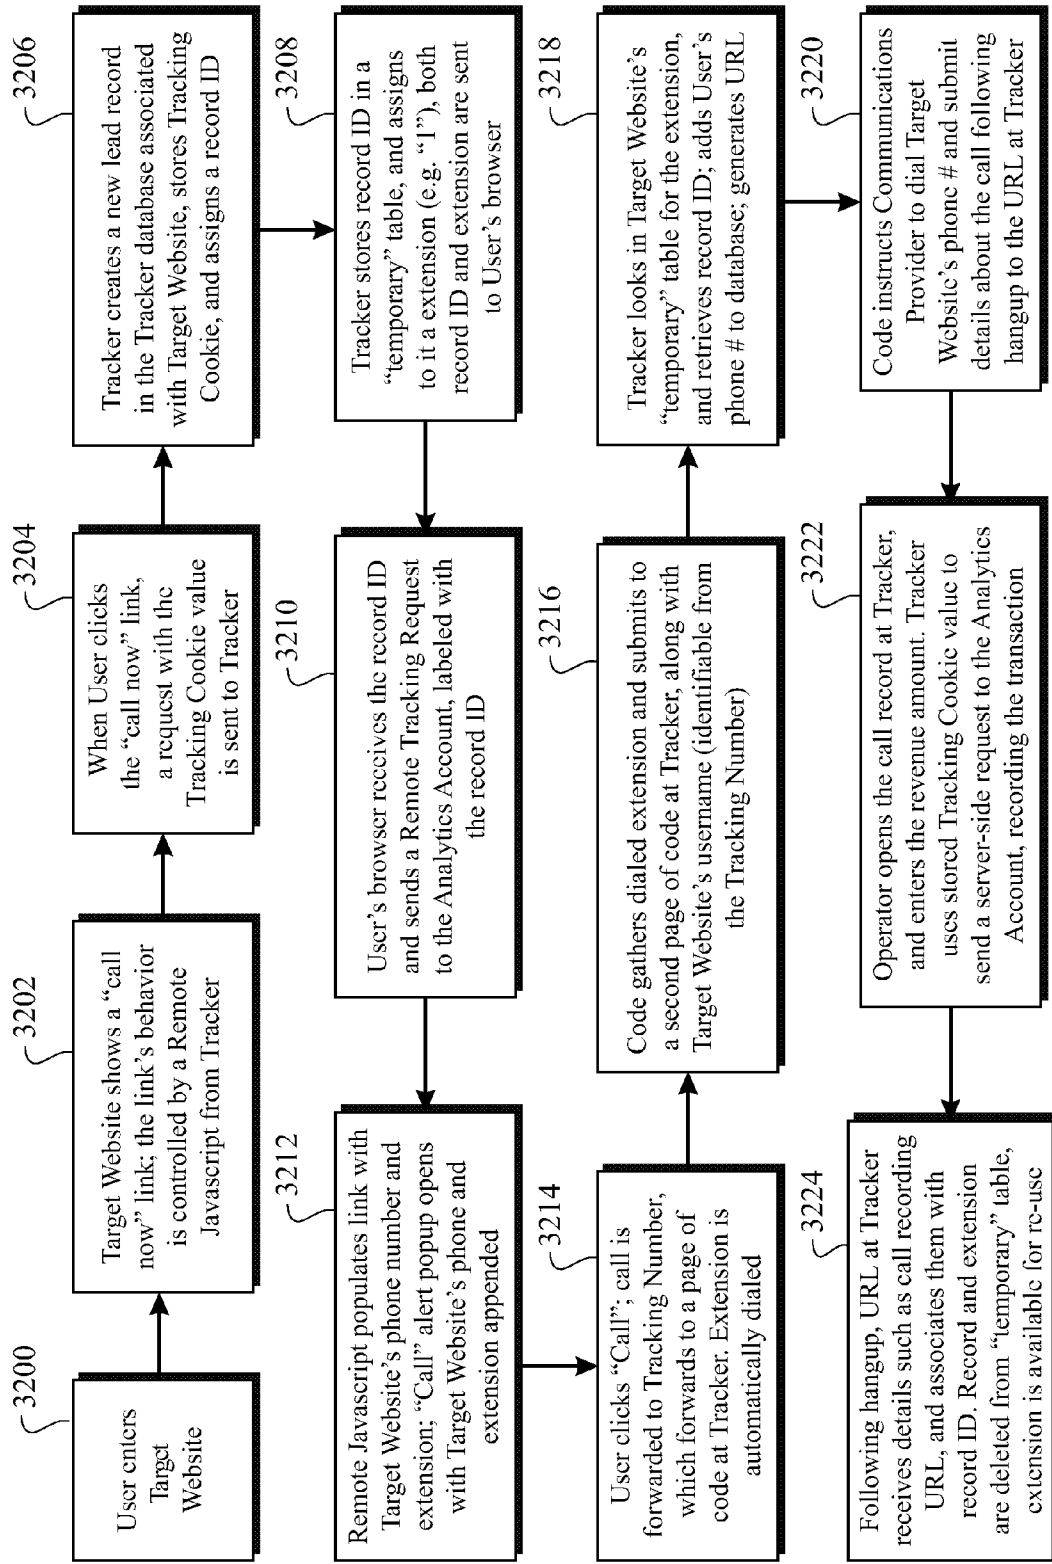 3200
User enters
Target
Website
3202
Target Website shows a “call
now” link; the link’s behavior
is controlled by a Remote
Javascript from Tracker
3204
When User clicks
the “call now” link,
a request with the
Tracking Cookie value
is sent to Tracker
3206
Tracker creates a new lead record
in the Tracker database associated
with Target Website, stores Tracking
Cookie, and assigns a record ID
3208
Tracker stores record ID in a
“temporary” table, and assigns
to it a extension (e.g. “1”), both
record ID and extension are sent
to User’s browser
3210
User’s browser receives the record ID
and sends a Remote Tracking Request
to the Analytics Account, labeled with
the record ID
3212
Remote Javascript populates link with
Target Website’s phone number and
extension; “Call” alert popup opens
with Target Website’s phone and
extension appended
3214
User clicks “Call”; call is
forwarded to Tracking Number,
which forwards to a page of
code at Tracker. Extension is
automatically dialed
3216
Code gathers dialed extension and submits to
a second page of code at Tracker, along with
Target Website’s username (identifiable from
the Tracking Number)
3218
Tracker looks in Target Website’s
“temporary” table for the extension,
and retrieves record ID; adds User’s
phone # to database; generates URL
3220
Code instructs Communications
Provider to dial Target
Website’s phone # and submit
details about the call following
hangup to the URL at Tracker
3222
Operator opens the call record at Tracker,
and enters the revenue amount. Tracker
uses stored Tracking Cookie value to
send a server-side request to the Analytics
Account, recording the transaction
3224
Following hangup, URL at Tracker
receives details such as call recording
URL, and associates them with
record ID. Record and extension
are deleted from “temporary” table,
extension is available for re-use